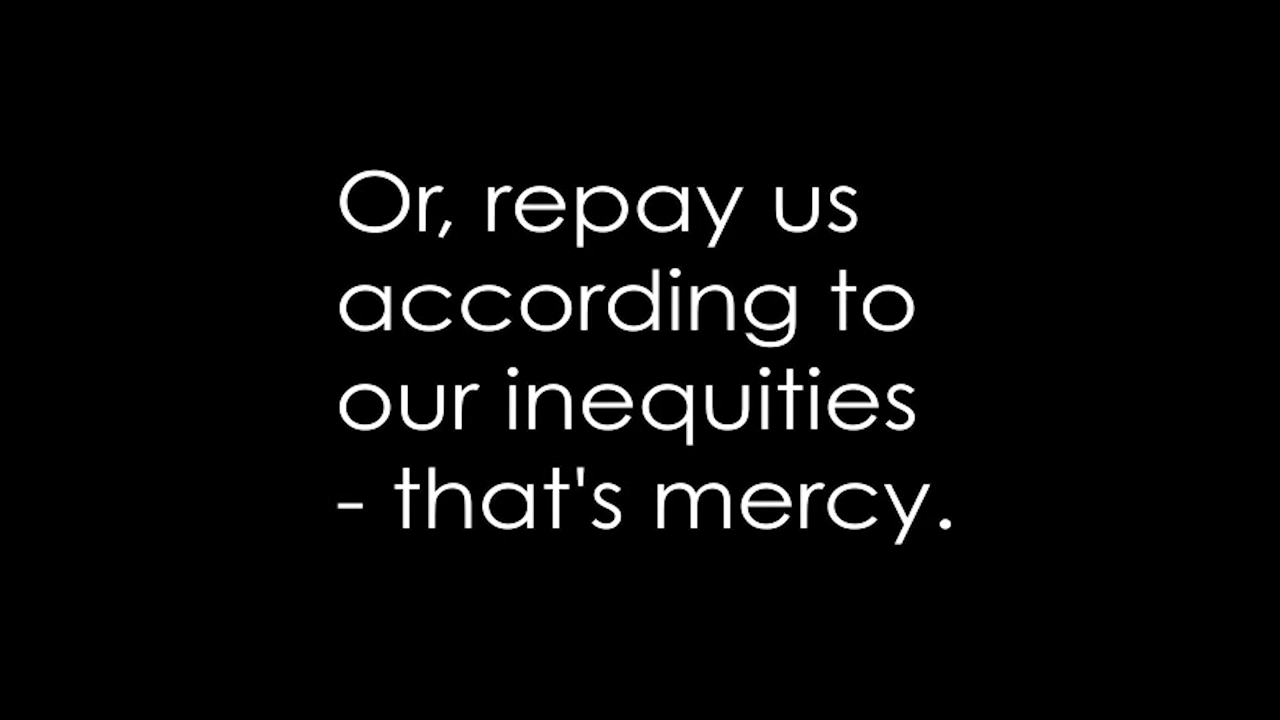 Or, repay us
according to
our inequities
- that's mercy.